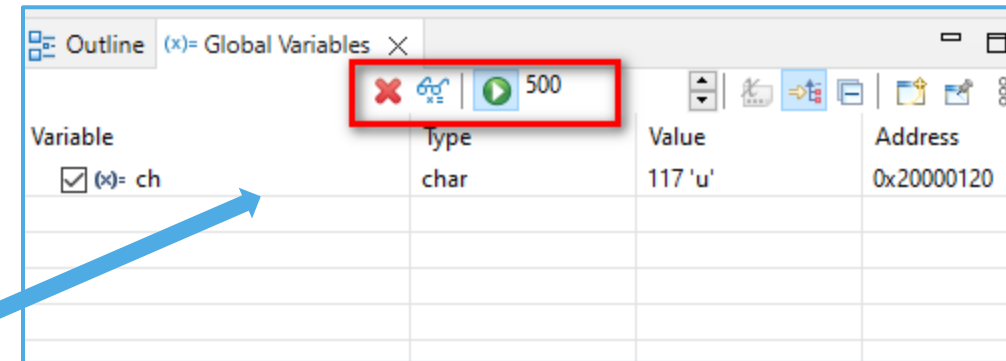 Outline (x)= Global Variables
500
Variable Type Value Address
(x)= ch char 117 'u' 0x20000120